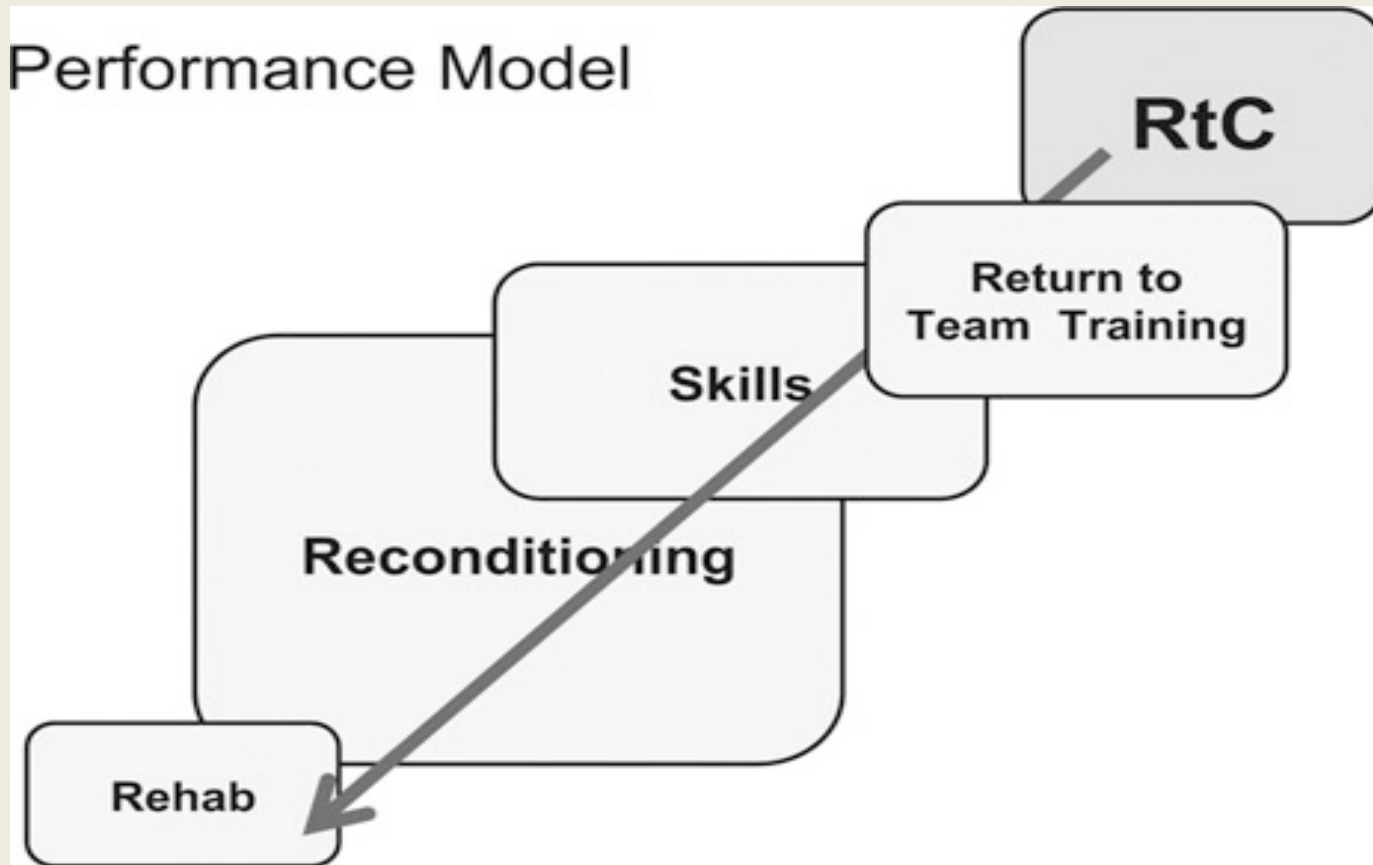 Performance Model
RtC
Return to
Team Training
Skills
Reconditioning
Rehab